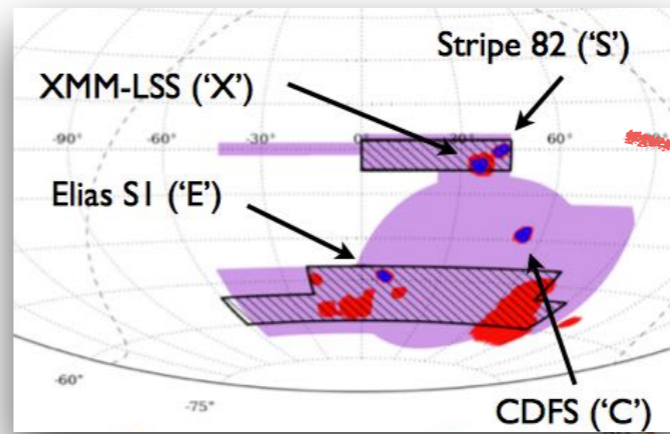 Stripe 82 ('S')
XMM-LSS ('X')
-90° -60° -30° 0° 30° 60°
Elias S1 ('E')
-60°
-75°
CDFS ('C')